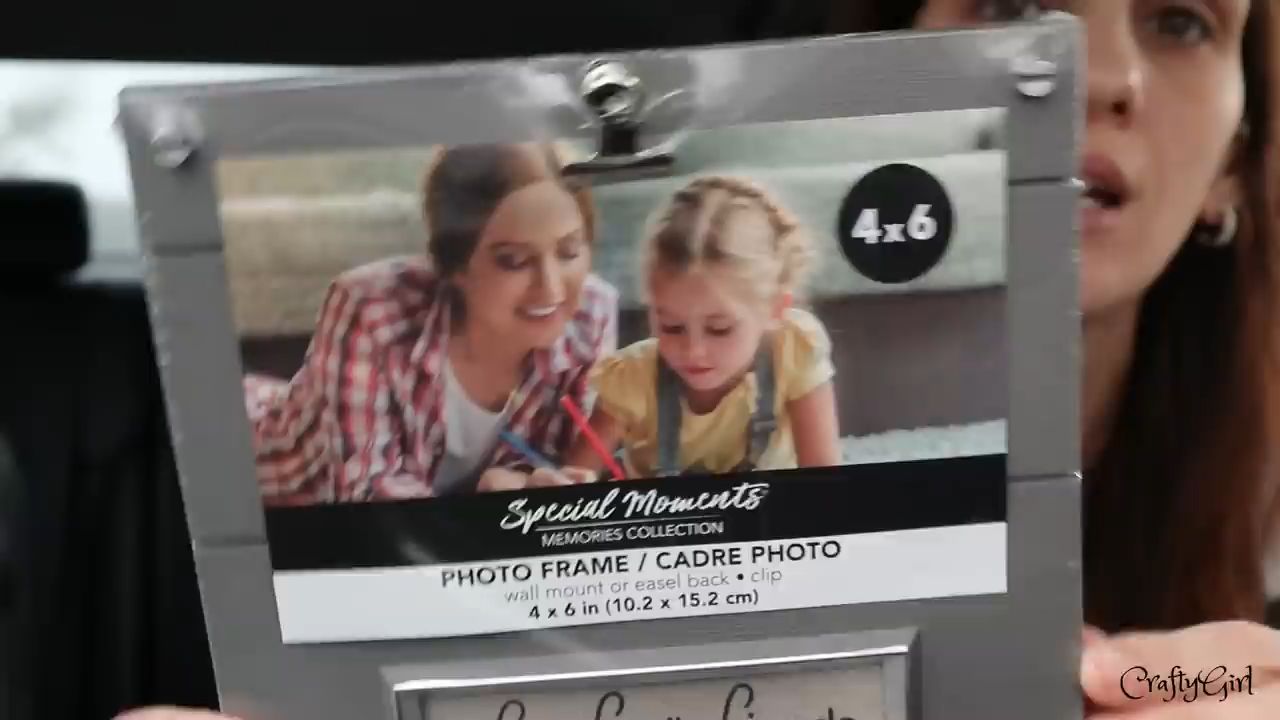 4x6
Special Moments
MEMORIES COLLECTION
PHOTO FRAME / CADRE PHOTO
wall mount or easel back • clip
4 x 6 in (10.2 x 15.2 cm)
CraftyGirl